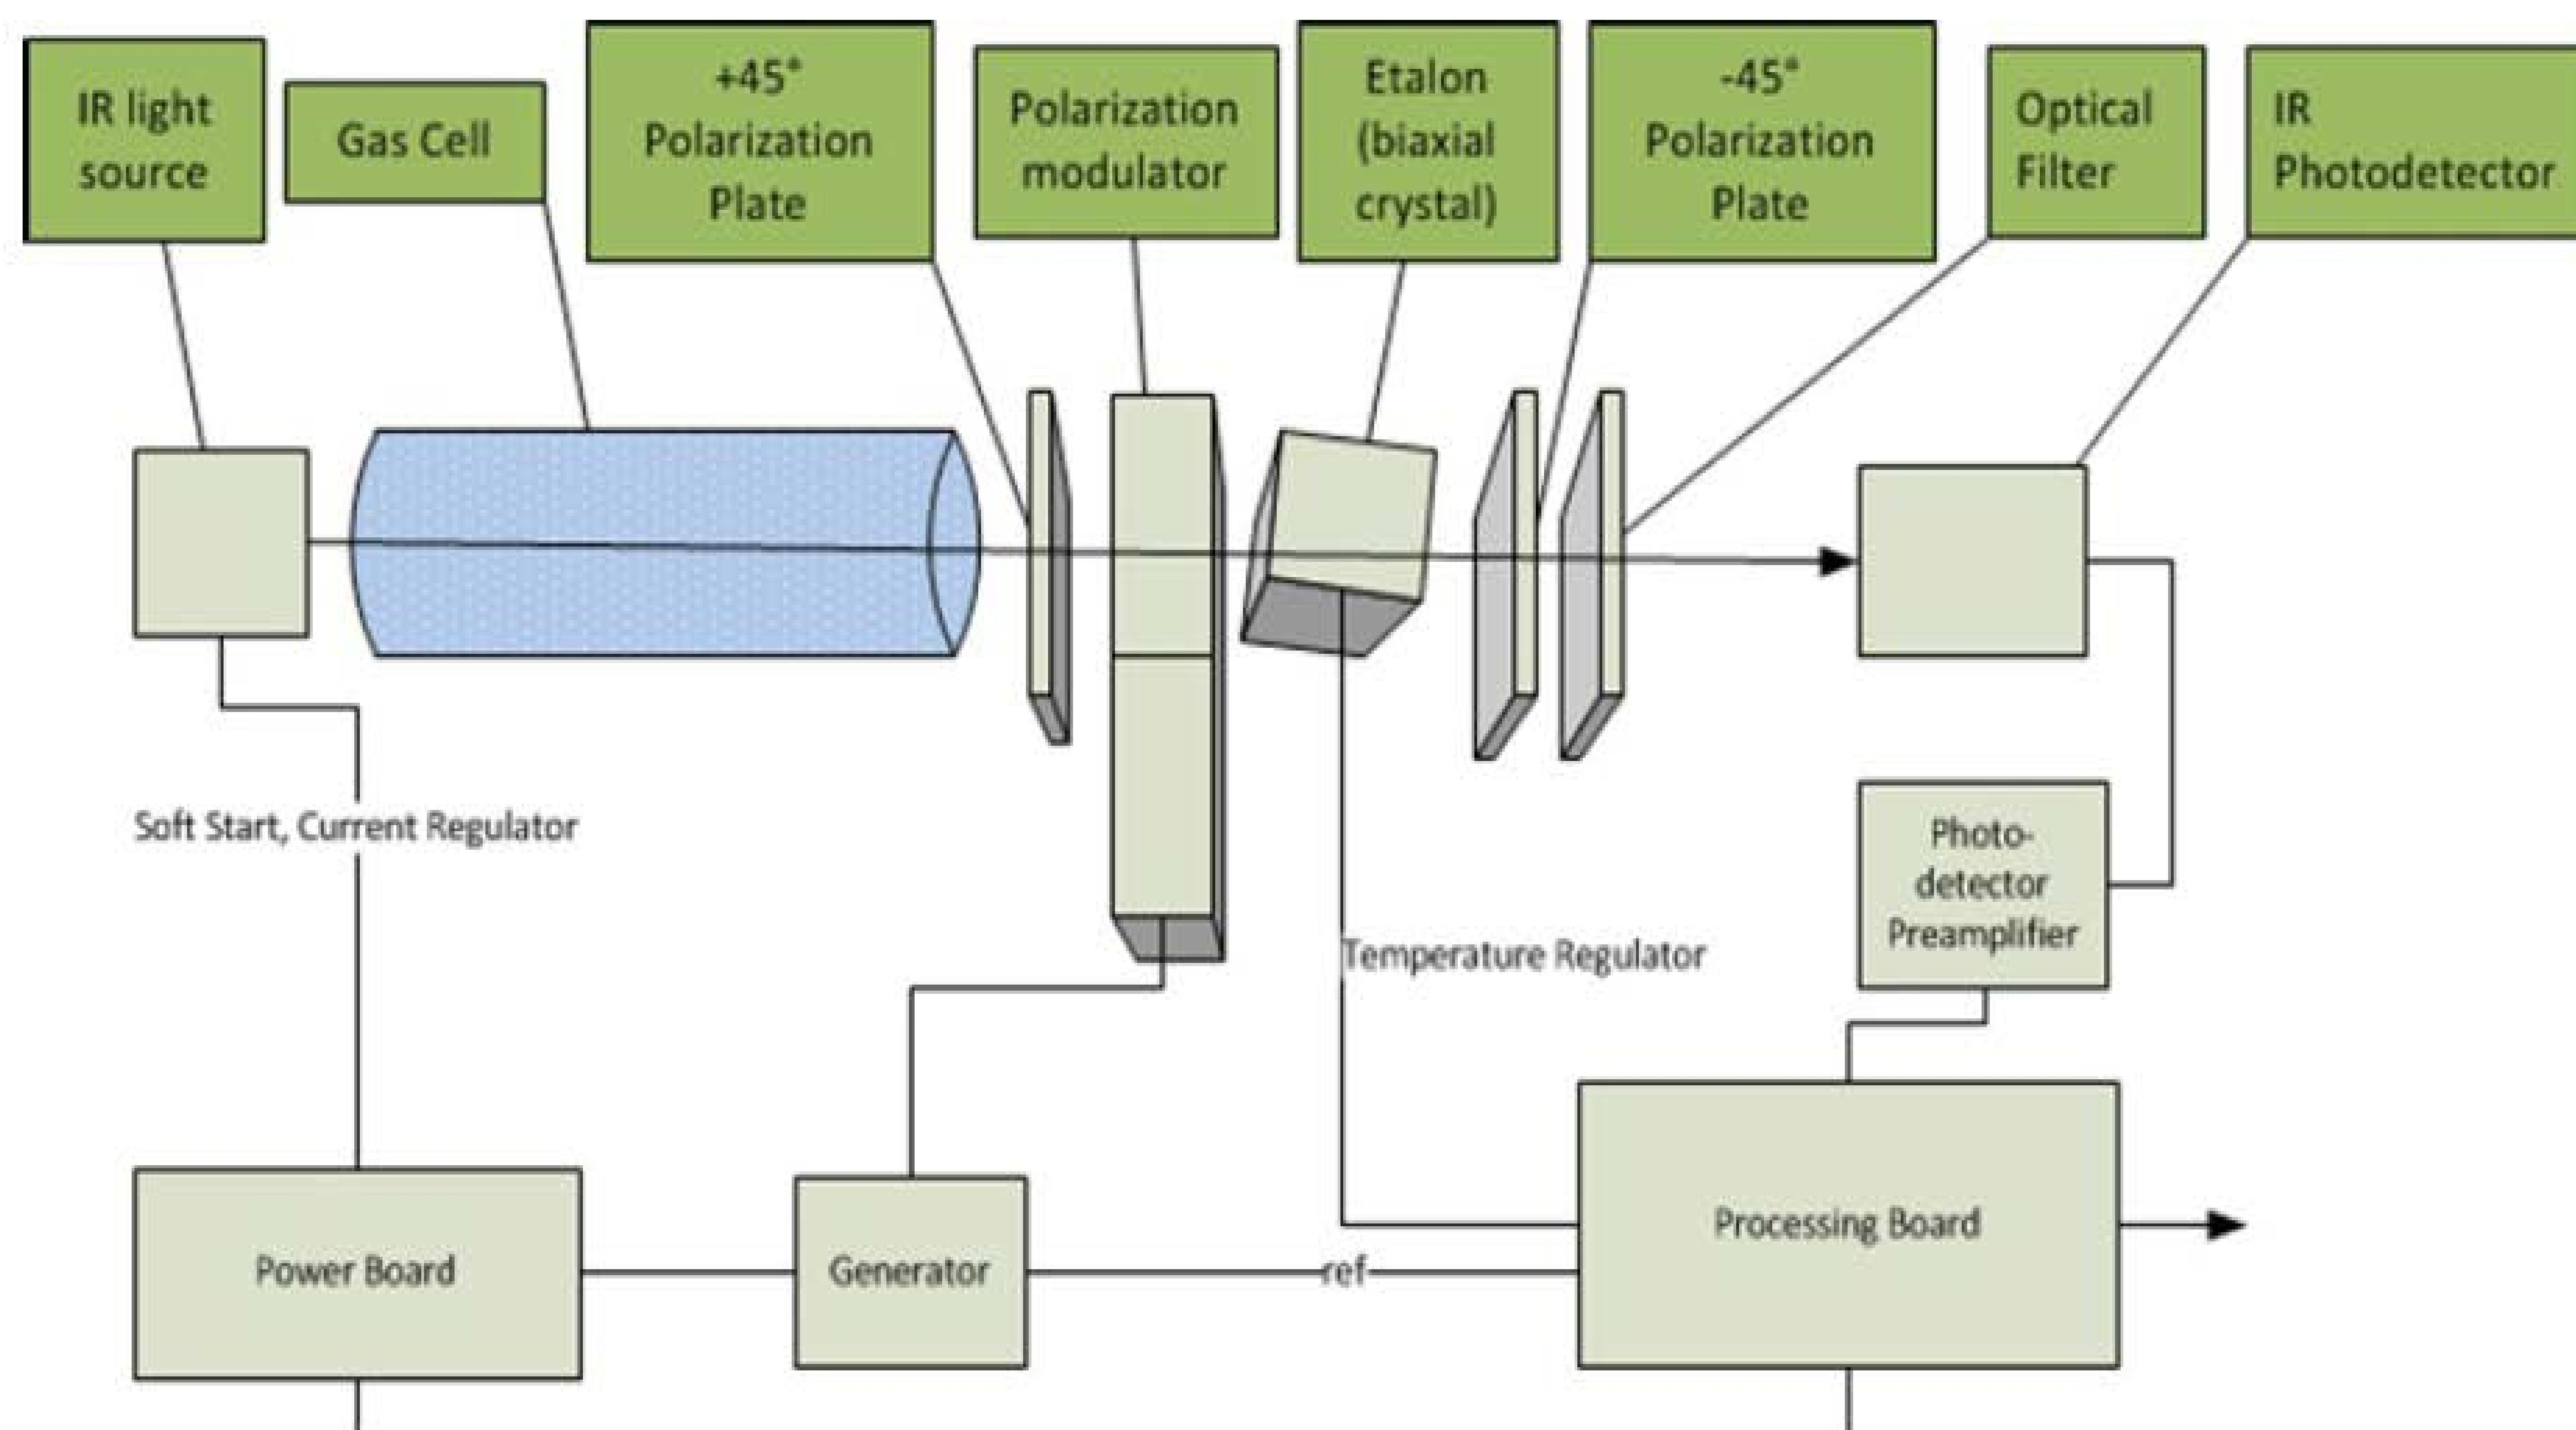 IR light
source
Gas Cell
+45°
Polarization
Plate
Polarization
modulator
Etalon
(biaxial
crystal)
-45°
Polarization
Plate
Optical
Filter
IR
Photodetector
Soft Start, Current Regulator
Temperature Regulator
Photo-
detector
Preamplifier
Power Board
Generator
ref
Processing Board